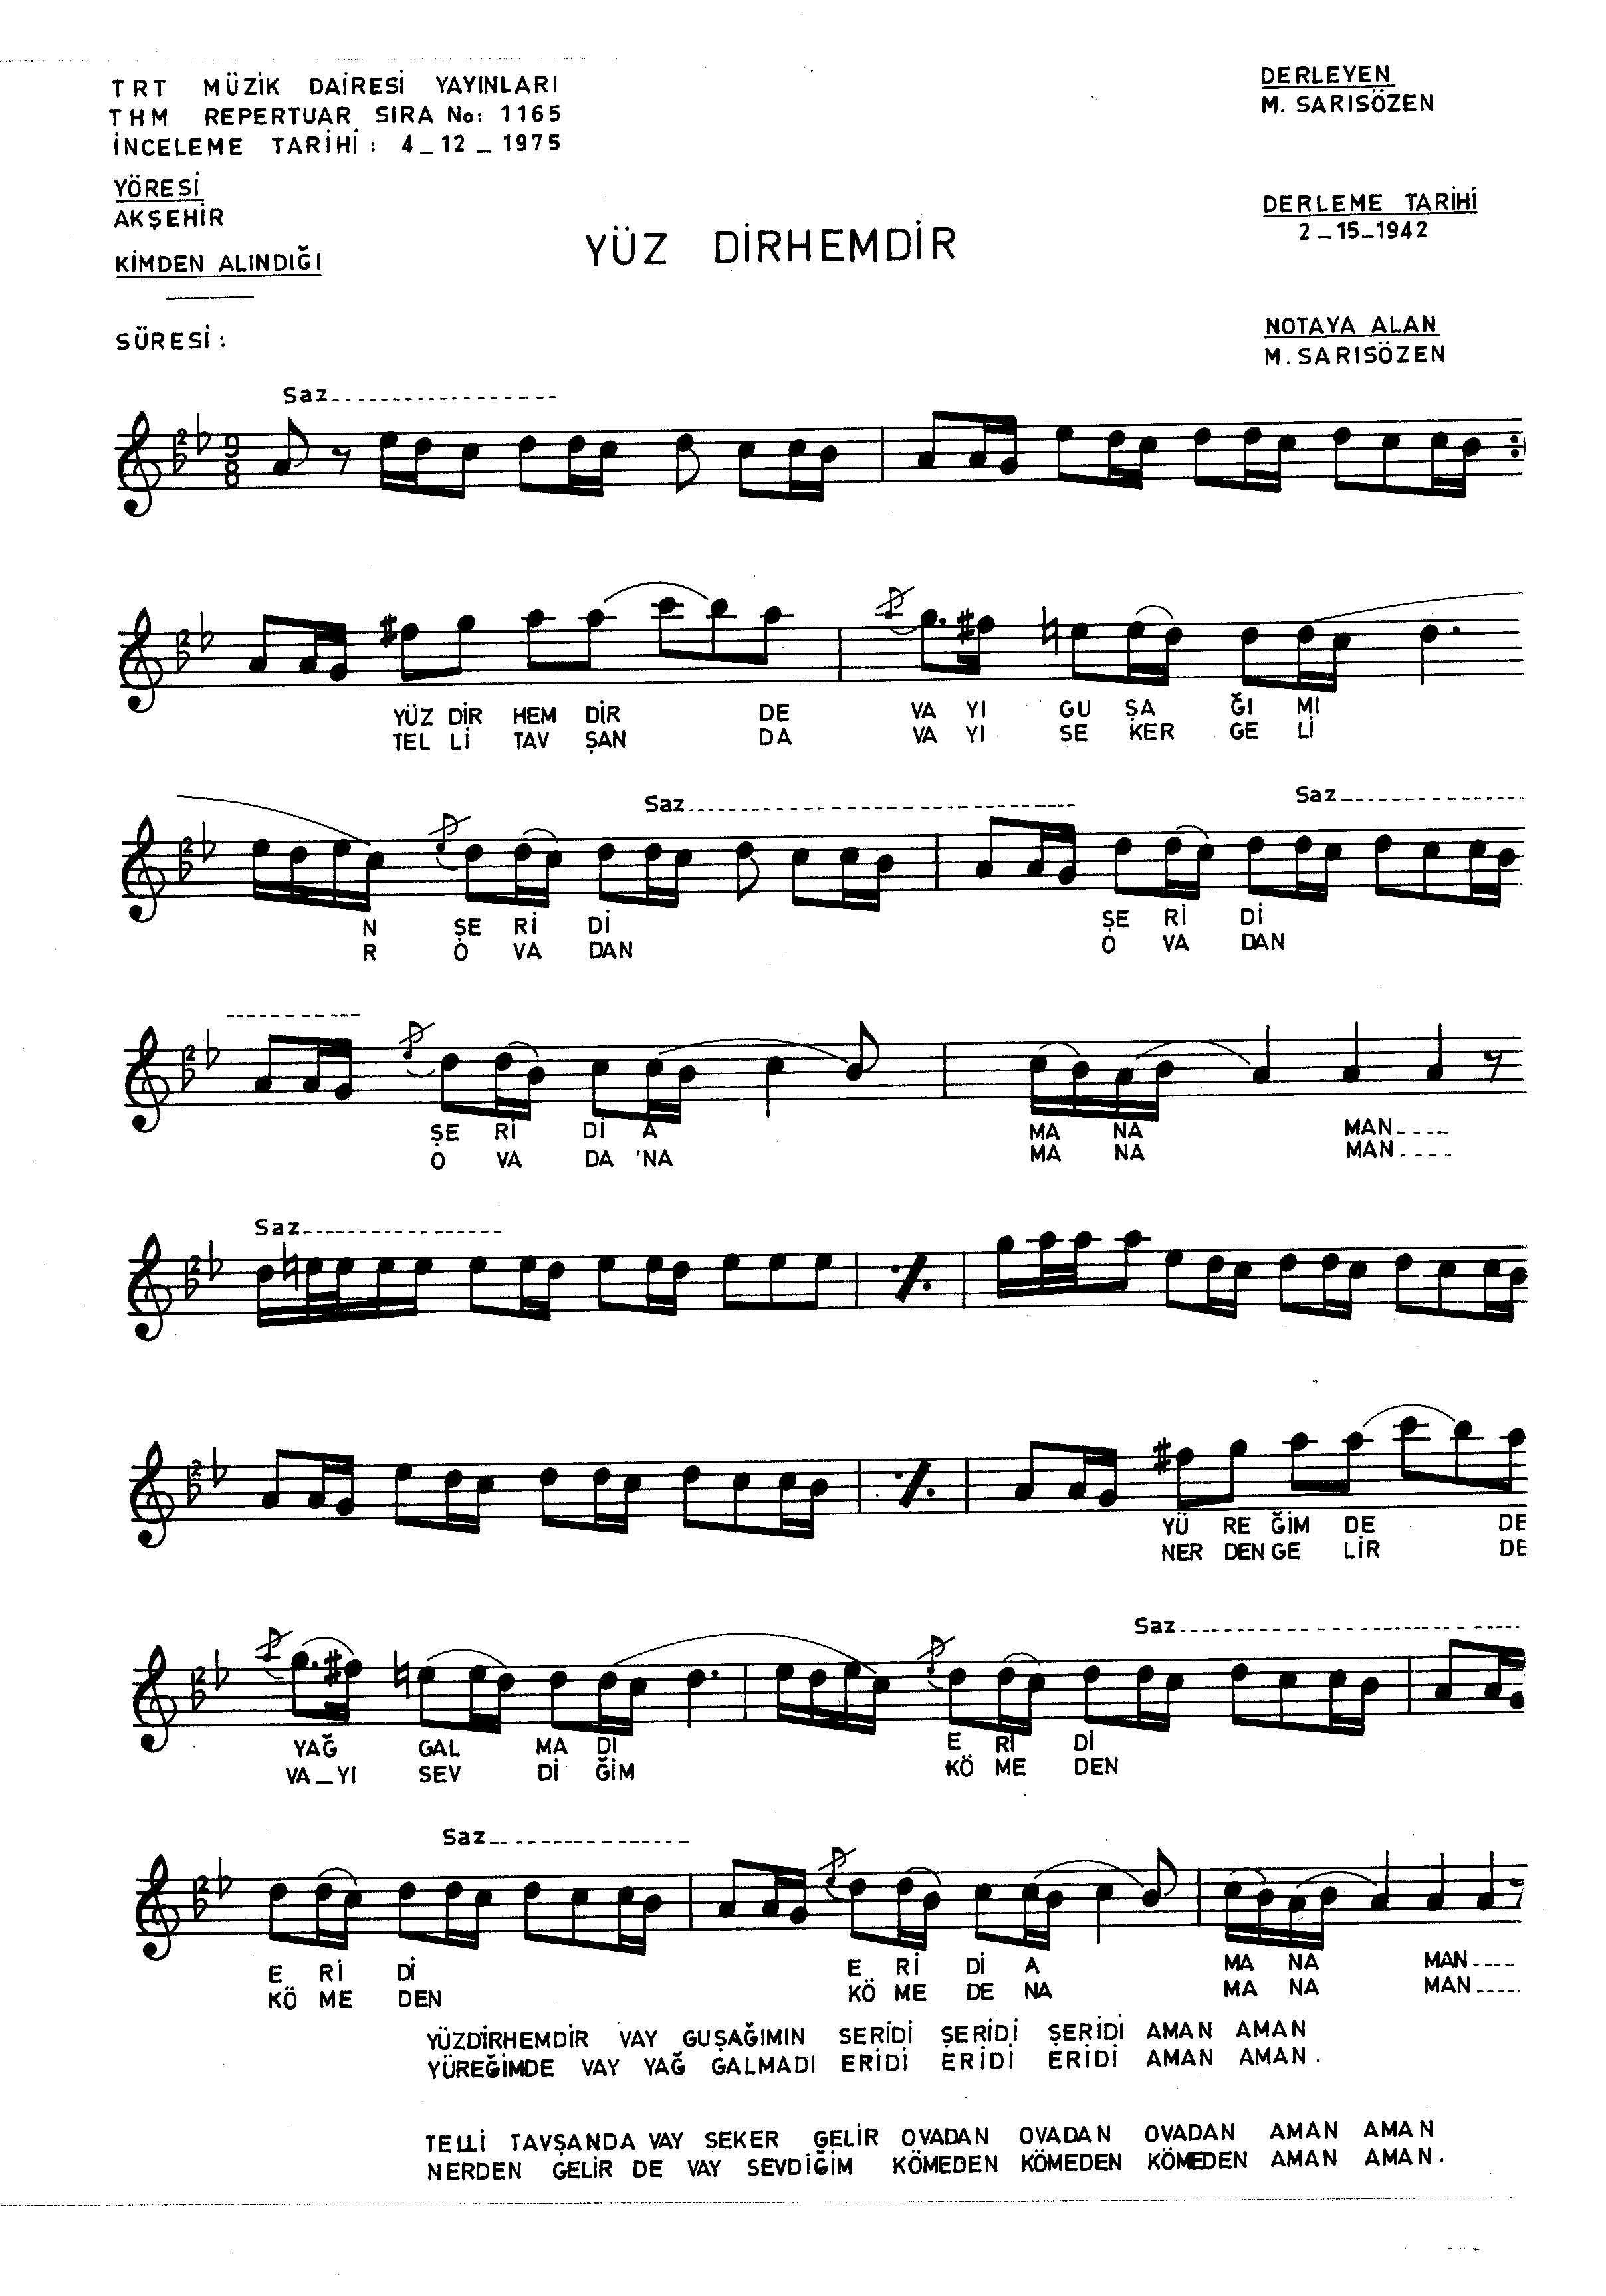 TRT MÜZİK DAİRESİ YAYINLARI
THM REPERTUAR SIRA No: 1165
İNCELEME TARİHİ : 4_12_1975
DERLEYEN
M. SARISÖZEN
YÖRESİ
AKŞEHİR
DERLEME TARİHİ
2_15_1942
YÜZ DİRHEMDİR
KİMDEN ALINDIĞI
SÜRESİ :
NOTAYA ALAN
M. SARISÖZEN
Saz
9
8
YÜZ DİR HEM DİR DE VA YI GU ŞA ĞI MI
TEL Lİ TAV ŞAN DA VA YI SE KER GE Lİ
Saz Saz
N ŞE Rİ Dİ ŞE Rİ Dİ
R O VA DAN O VA DAN
ŞE Rİ Dİ A MA NA MAN
O VA DA 'NA MA NA MAN
Saz
YÜ RE ĞİM DE DE
NER DEN GE LİR DE
Saz
YAĞ GAL MA DI E Rİ Dİ
VA_YI SEV Dİ ĞİM KÖ ME DEN
Saz
E Rİ Dİ E Rİ Dİ A MA NA MAN
KÖ ME DEN KÖ ME DE NA MA NA MAN
YÜZDİRHEMDİR VAY GUŞAĞIMIN SERİDİ ŞERİDİ ŞERİDİ AMAN AMAN
YÜREĞİMDE VAY YAĞ GALMADI ERİDİ ERİDİ ERİDİ AMAN AMAN.
TELLİ TAVŞANDA VAY SEKER GELİR OVADAN OVADAN OVADAN AMAN AMAN
NERDEN GELİR DE VAY SEVDİĞİM KÖMEDEN KÖMEDEN KÖMEDEN AMAN AMAN.